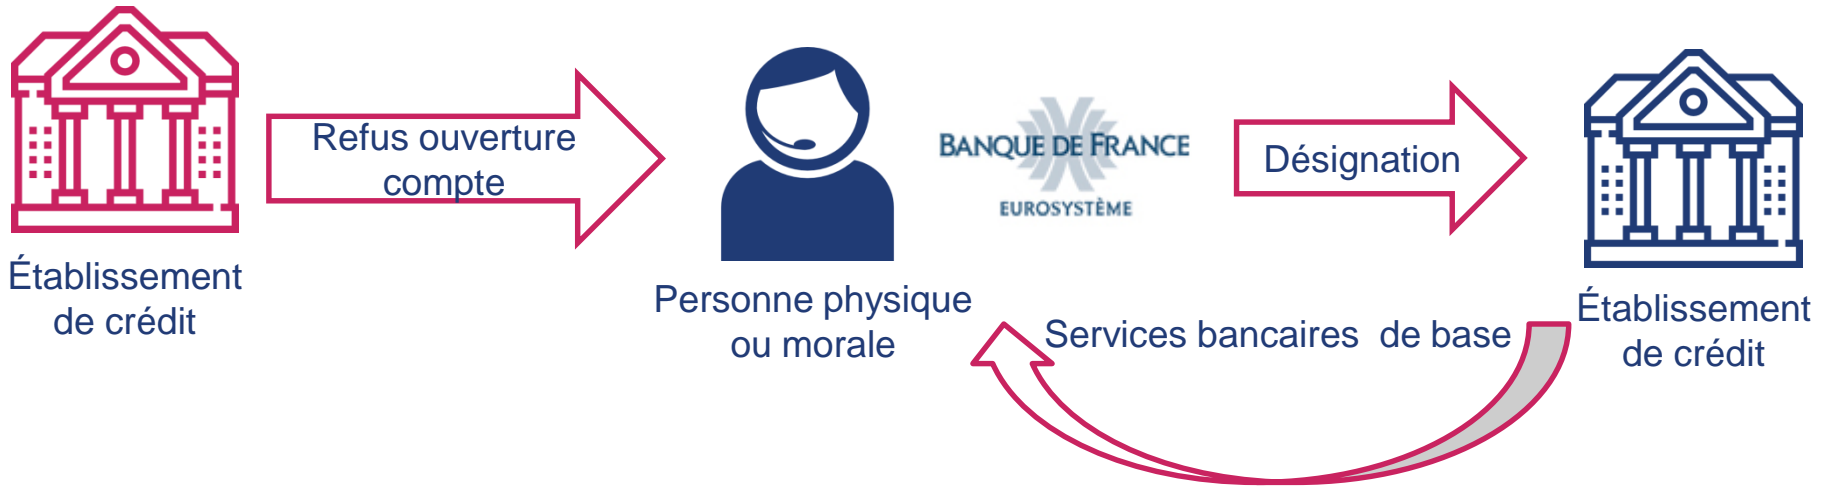 Établissement
de crédit
Refus ouverture
compte
Personne physique
ou morale
BANQUE DE FRANCE
EUROSYSTÈME
Désignation
Établissement
de crédit
Services bancaires de base